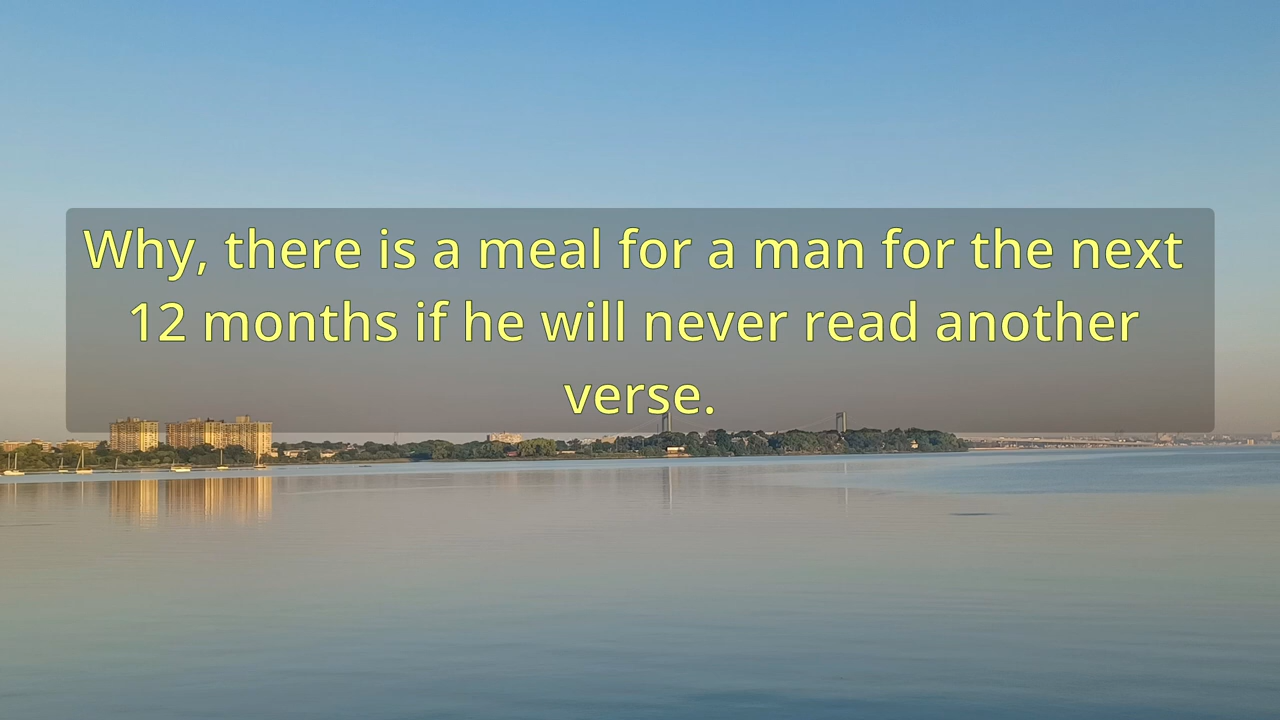 Why, there is a meal for a man for the next
12 months if he will never read another
verse.